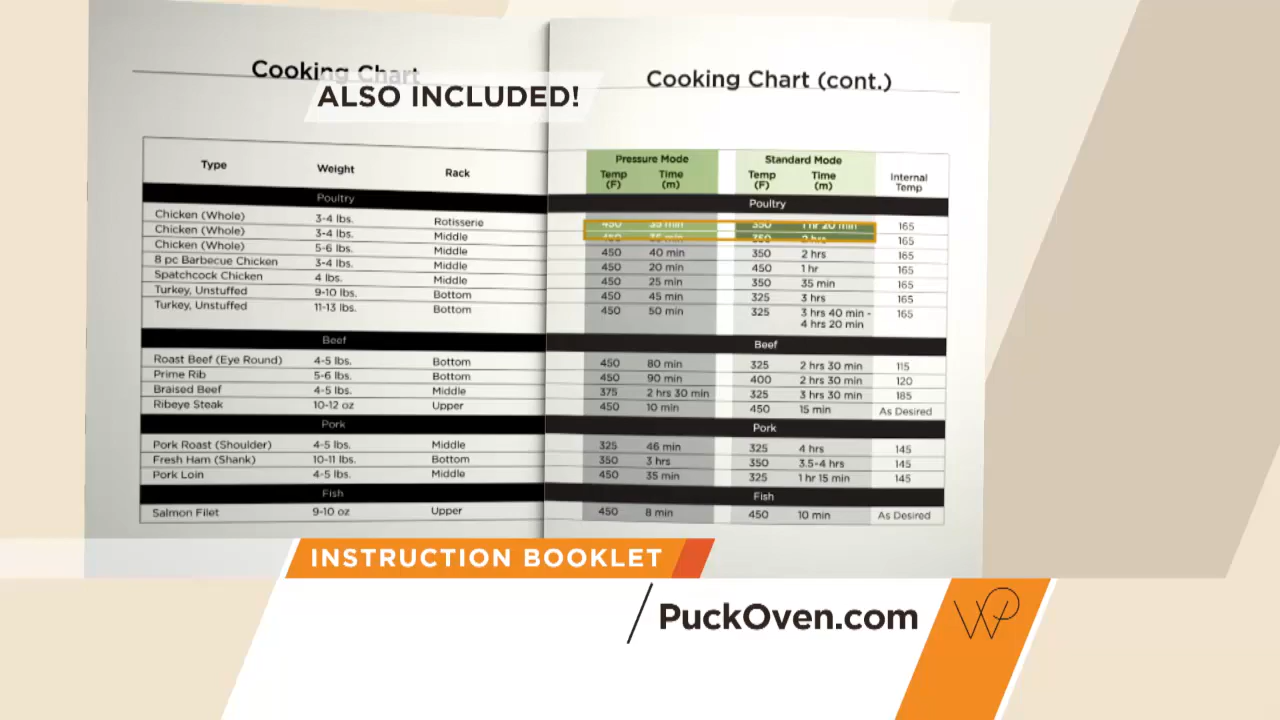 Cooking Chart
ALSO INCLUDED!
Type Weight Rack
Poultry
Chicken (Whole) 3-4 lbs. Rotisserie
Chicken (Whole) 3-4 lbs. Middle
Chicken (Whole) 5-6 lbs. Middle
8 pc Barbecue Chicken 3-4 lbs. Middle
Spatchcock Chicken 4 lbs. Middle
Turkey, Unstuffed 9-10 lbs. Bottom
Turkey, Unstuffed 11-13 lbs. Bottom
Beef
Roast Beef (Eye Round) 4-5 lbs. Bottom
Prime Rib 5-6 lbs. Bottom
Braised Beef 4-5 lbs. Middle
Ribeye Steak 10-12 oz Upper
Pork
Pork Roast (Shoulder) 4-5 lbs. Middle
Fresh Ham (Shank) 10-11 lbs. Bottom
Pork Loin 4-5 lbs. Middle
Fish
Salmon Filet 9-10 oz Upper
Cooking Chart (cont.)
Pressure Mode Standard Mode
Temp (F) Time (m) Temp (F) Time (m) Internal Temp
Poultry
450 35 min 350 1 hr 20 min 165
350 2 hrs 165
450 40 min 350 2 hrs 165
450 20 min 450 1 hr 165
450 25 min 350 35 min 165
450 45 min 325 3 hrs 165
450 50 min 325 3 hrs 40 min - 165
4 hrs 20 min
Beef
450 80 min 325 2 hrs 30 min 115
450 90 min 400 2 hrs 30 min 120
375 2 hrs 30 min 325 3 hrs 30 min 185
450 10 min 450 15 min As Desired
Pork
325 46 min 325 4 hrs 145
350 3 hrs 350 3.5-4 hrs 145
450 35 min 325 1 hr 15 min 145
Fish
450 8 min 450 10 min As Desired
INSTRUCTION BOOKLET
PuckOven.com
WP